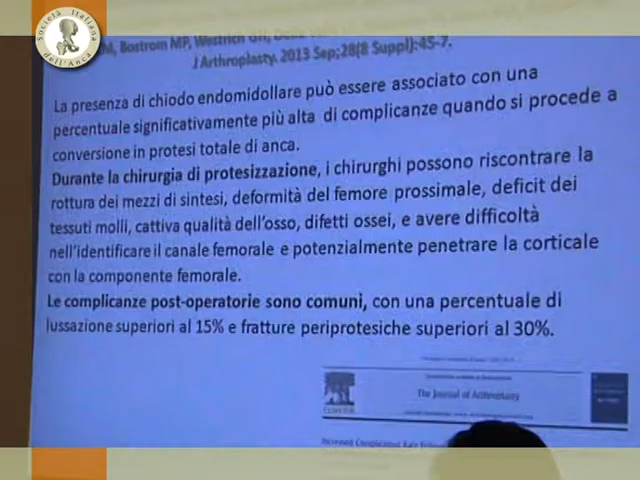 Società Italiana dell'Anca
M, Bostrom MP, Westrich GH,
J Arthroplasty. 2013 Sep;28(8 Suppl):45-7.
La presenza di chiodo endomidollare può essere associato con una
percentuale significativamente più alta di complicanze quando si procede a
conversione in protesi totale di anca.
Durante la chirurgia di protesizzazione, i chirurghi possono riscontrare la
rottura dei mezzi di sintesi, deformità del femore prossimale, deficit dei
tessuti molli, cattiva qualità dell'osso, difetti ossei, e avere difficoltà
nell'identificare il canale femorale e potenzialmente penetrare la corticale
con la componente femorale.
Le complicanze post-operatorie sono comuni, con una percentuale di
lussazione superiori al 15% e fratture periprotesiche superiori al 30%.
The Journal of Arthroplasty
ELSEVIER
Increased Complication Rate